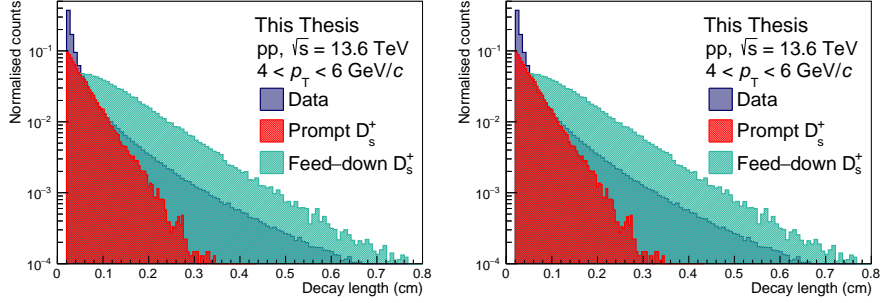 Normalised counts
10⁻¹
10⁻²
10⁻³
10⁻⁴
This Thesis
pp, √s = 13.6 TeV
4 < p_T < 6 GeV/c
Data
Prompt D_s^+
Feed–down D_s^+
0 0.1 0.2 0.3 0.4 0.5 0.6 0.7 0.8
Decay length (cm)
Normalised counts
10⁻¹
10⁻²
10⁻³
10⁻⁴
This Thesis
pp, √s = 13.6 TeV
4 < p_T < 6 GeV/c
Data
Prompt D_s^+
Feed–down D_s^+
0 0.1 0.2 0.3 0.4 0.5 0.6 0.7 0.8
Decay length (cm)